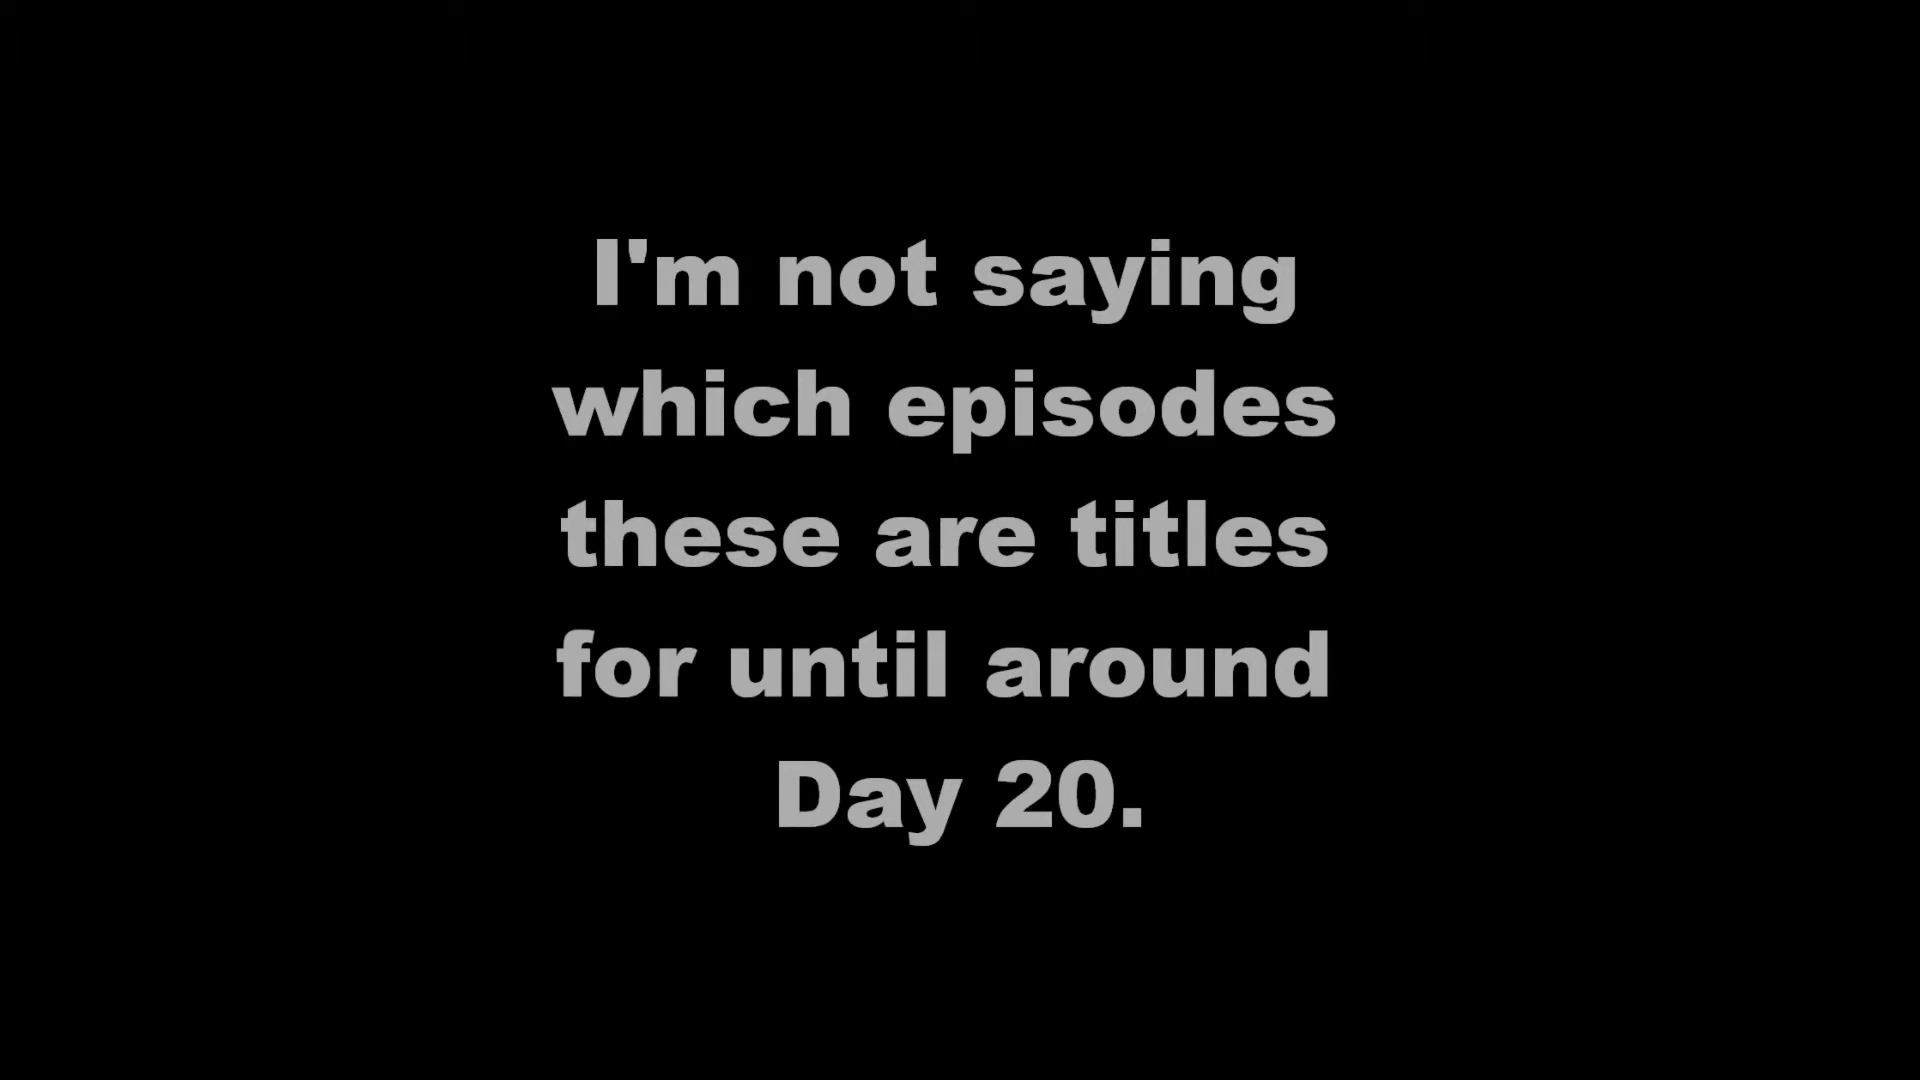 I'm not saying
which episodes
these are titles
for until around
Day 20.